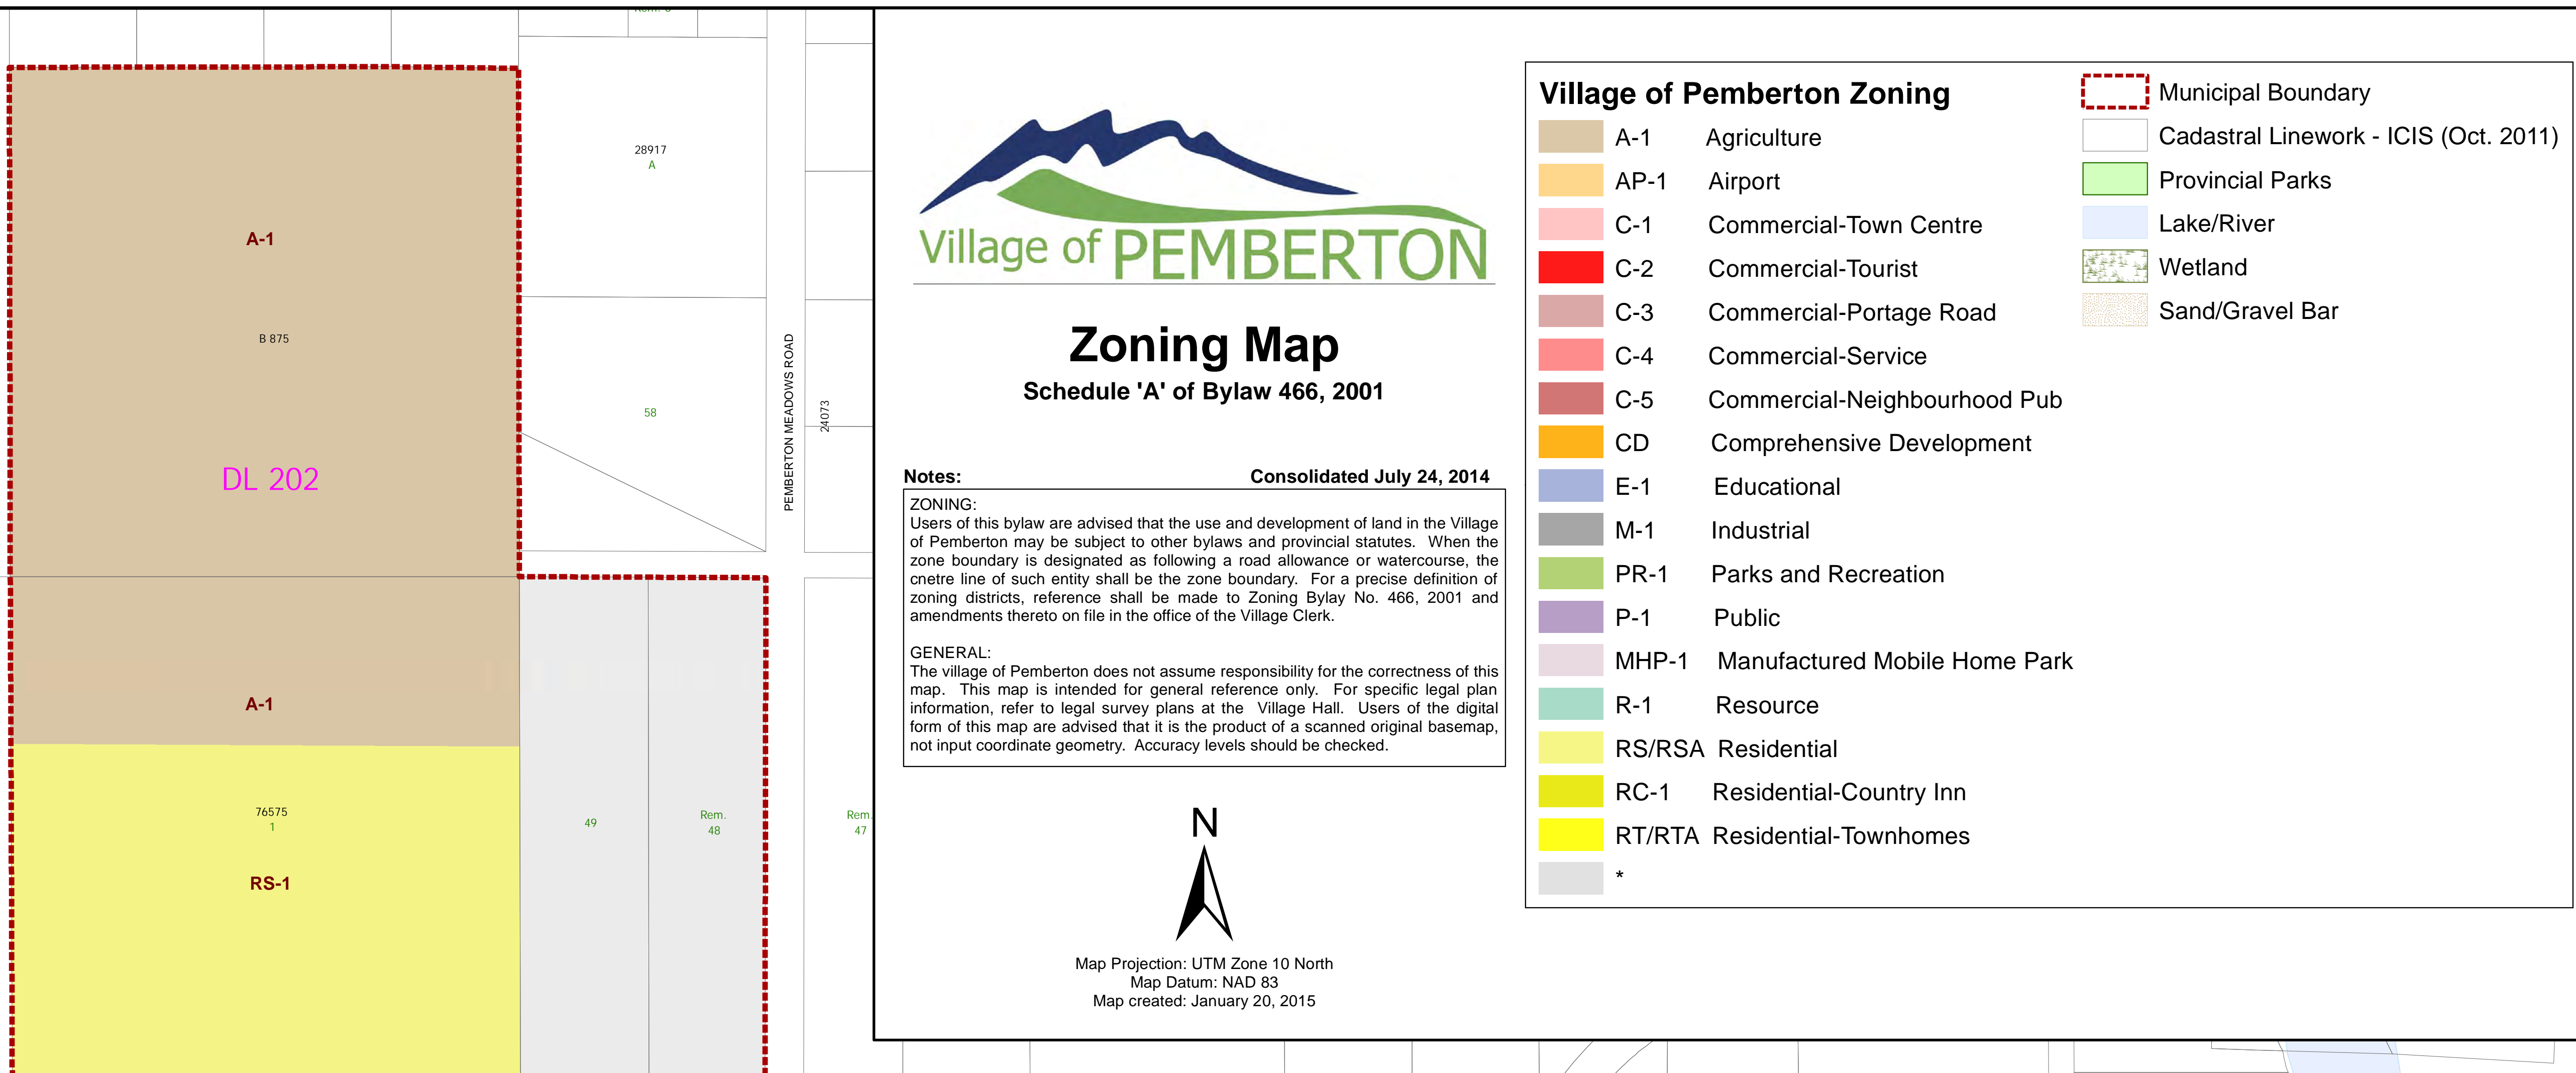 A-1
B 875
DL 202
A-1
76575
1
RS-1
28917
A
58
PEMBERTON MEADOWS ROAD
24073
49
Rem.
48
Rem.
47
Village of PEMBERTON
Zoning Map
Schedule 'A' of Bylaw 466, 2001
Notes: Consolidated July 24, 2014
ZONING:
Users of this bylaw are advised that the use and development of land in the Village
of Pemberton may be subject to other bylaws and provincial statutes. When the
zone boundary is designated as following a road allowance or watercourse, the
cnetre line of such entity shall be the zone boundary. For a precise definition of
zoning districts, reference shall be made to Zoning Bylay No. 466, 2001 and
amendments thereto on file in the office of the Village Clerk.
GENERAL:
The village of Pemberton does not assume responsibility for the correctness of this
map. This map is intended for general reference only. For specific legal plan
information, refer to legal survey plans at the Village Hall. Users of the digital
form of this map are advised that it is the product of a scanned original basemap,
not input coordinate geometry. Accuracy levels should be checked.
N
Map Projection: UTM Zone 10 North
Map Datum: NAD 83
Map created: January 20, 2015
Village of Pemberton Zoning
A-1 Agriculture
AP-1 Airport
C-1 Commercial-Town Centre
C-2 Commercial-Tourist
C-3 Commercial-Portage Road
C-4 Commercial-Service
C-5 Commercial-Neighbourhood Pub
CD Comprehensive Development
E-1 Educational
M-1 Industrial
PR-1 Parks and Recreation
P-1 Public
MHP-1 Manufactured Mobile Home Park
R-1 Resource
RS/RSA Residential
RC-1 Residential-Country Inn
RT/RTA Residential-Townhomes
*
Municipal Boundary
Cadastral Linework - ICIS (Oct. 2011)
Provincial Parks
Lake/River
Wetland
Sand/Gravel Bar